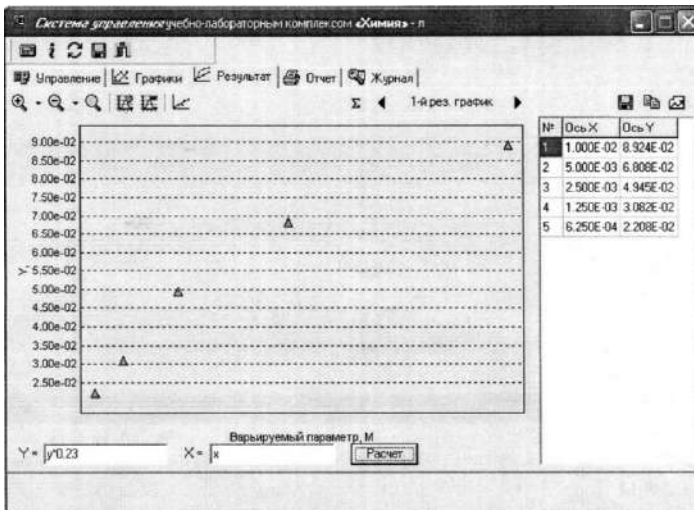 Система управления учебно-лабораторным комплексом «Химия» - л
Управление Графики Результат Отчет Журнал
Σ 1-й рез. график
№ Ось X Ось Y
1 1.000E-02 8.924E-02
2 5.000E-03 6.808E-02
3 2.500E-03 4.945E-02
4 1.250E-03 3.082E-02
5 6.250E-04 2.208E-02
9.00e-02
8.50e-02
8.00e-02
7.50e-02
7.00e-02
6.50e-02
6.00e-02
Y,
5.50e-02
5.00e-02
4.50e-02
4.00e-02
3.50e-02
3.00e-02
2.50e-02
Варьируемый параметр, М
Y = y*0.23 X = x Расчет